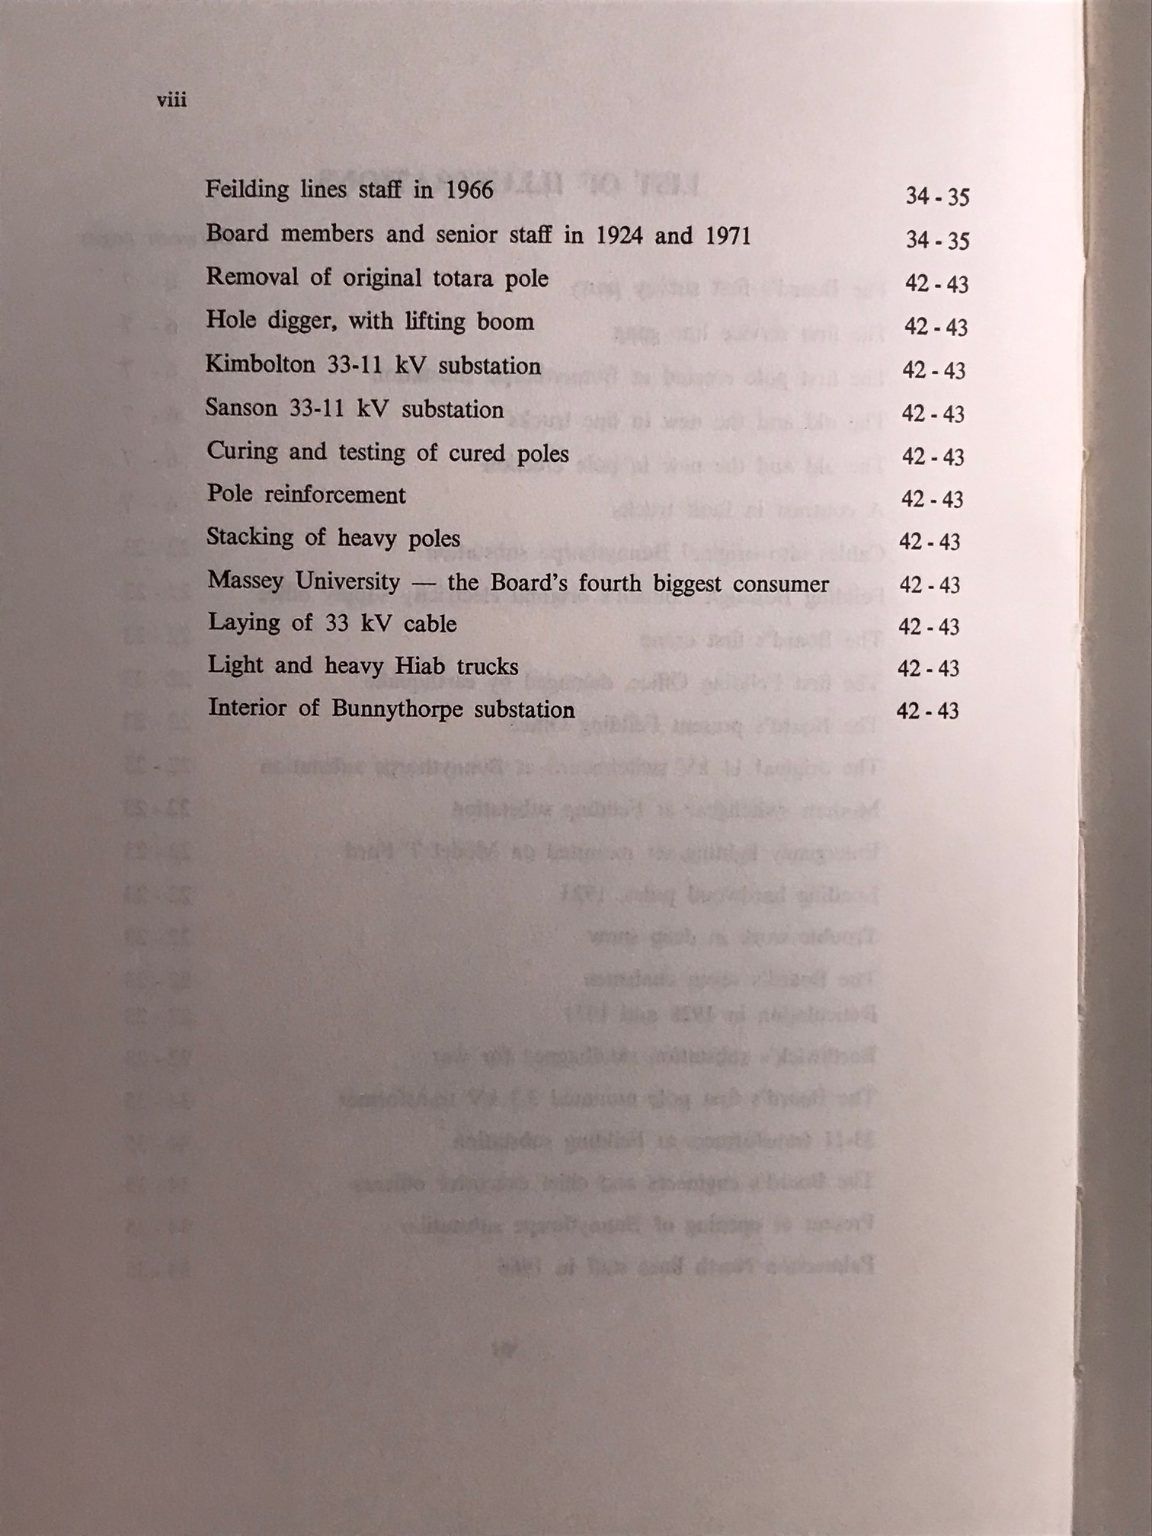 viii
Feilding lines staff in 1966 34 - 35
Board members and senior staff in 1924 and 1971 34 - 35
Removal of original totara pole 42 - 43
Hole digger, with lifting boom 42 - 43
Kimbolton 33-11 kV substation 42 - 43
Sanson 33-11 kV substation 42 - 43
Curing and testing of cured poles 42 - 43
Pole reinforcement 42 - 43
Stacking of heavy poles 42 - 43
Massey University — the Board's fourth biggest consumer 42 - 43
Laying of 33 kV cable 42 - 43
Light and heavy Hiab trucks 42 - 43
Interior of Bunnythorpe substation 42 - 43